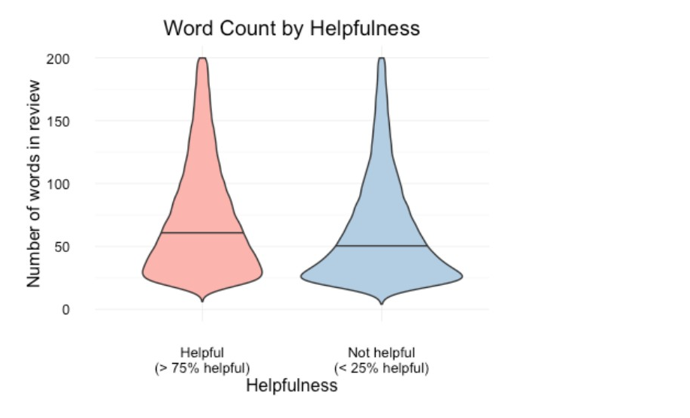 Word Count by Helpfulness
Number of words in review
200
150
100
50
0
Helpful
(> 75% helpful)
Not helpful
(< 25% helpful)
Helpfulness